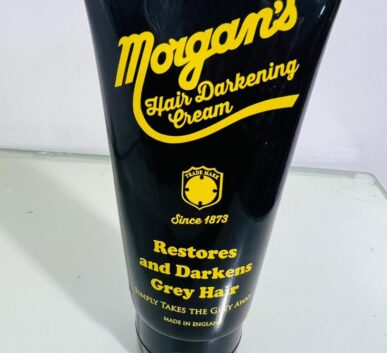 Morgan's
Hair Darkening
Cream
TRADE MARK
Since 1873
Restores
and Darkens
Grey Hair
SIMPLY TAKES THE GREY AWAY
MADE IN ENGLAND